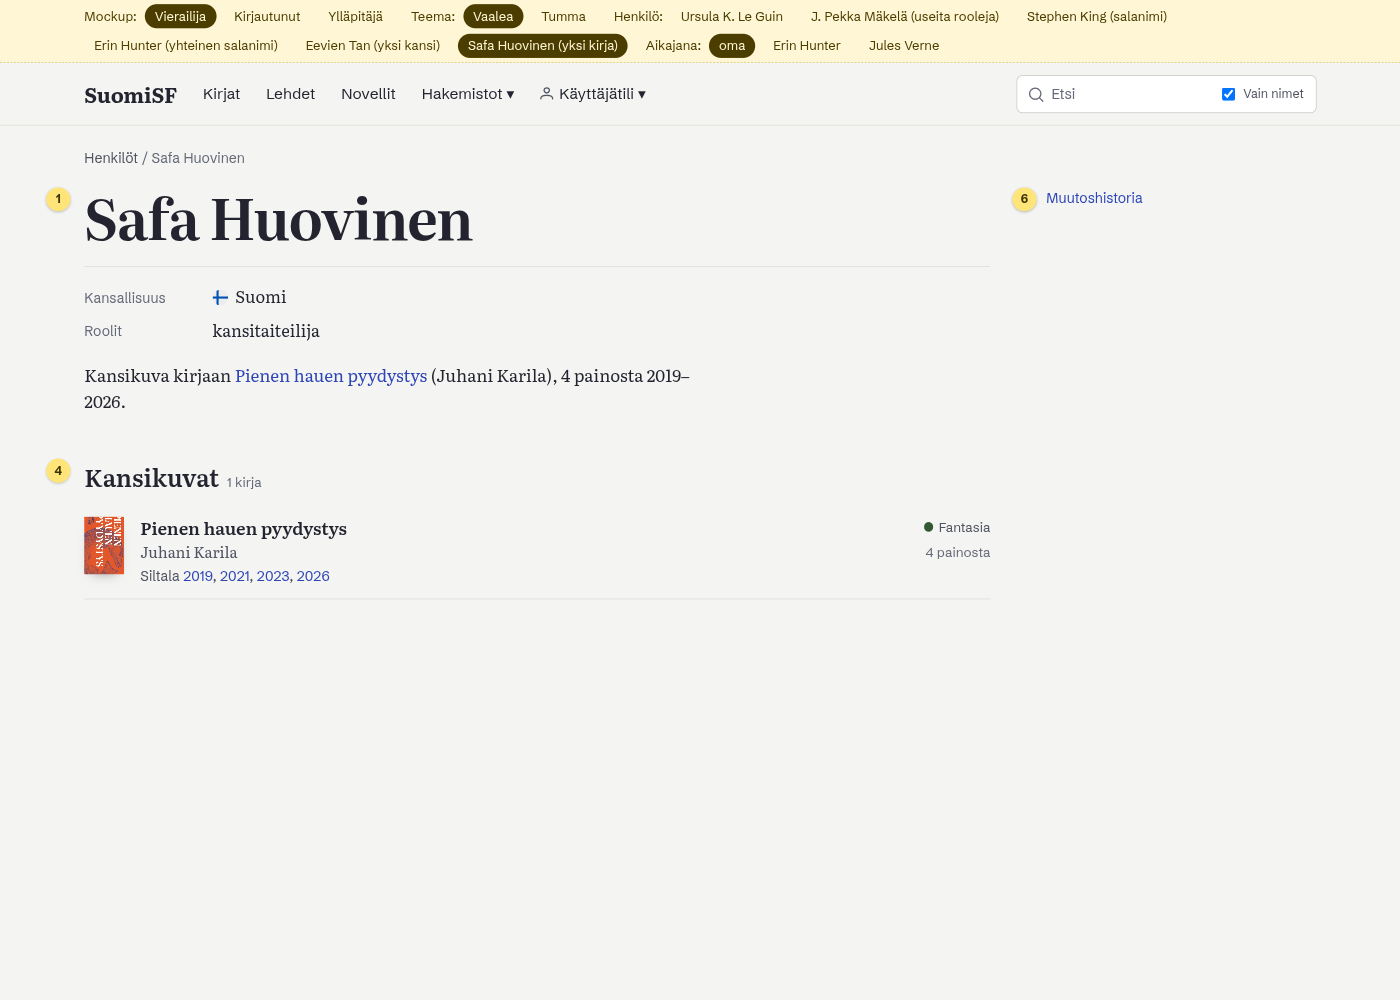 Mockup: Vierailija Kirjautunut Ylläpitäjä Teema: Vaalea Tumma Henkilö: Ursula K. Le Guin J. Pekka Mäkelä (useita rooleja) Stephen King (salanimi)
Erin Hunter (yhteinen salanimi) Eevien Tan (yksi kansi) Safa Huovinen (yksi kirja) Aikajana: oma Erin Hunter Jules Verne
SuomiSF Kirjat Lehdet Novellit Hakemistot ▾ Käyttäjätili ▾ Etsi Vain nimet
Henkilöt / Safa Huovinen
1 Safa Huovinen
6 Muutoshistoria
Kansallisuus Suomi
Roolit kansitaiteilija
Kansikuva kirjaan Pienen hauen pyydystys (Juhani Karila), 4 painosta 2019–
2026.
4 Kansikuvat 1 kirja
Pienen hauen pyydystys Fantasia
Juhani Karila 4 painosta
Siltala 2019, 2021, 2023, 2026